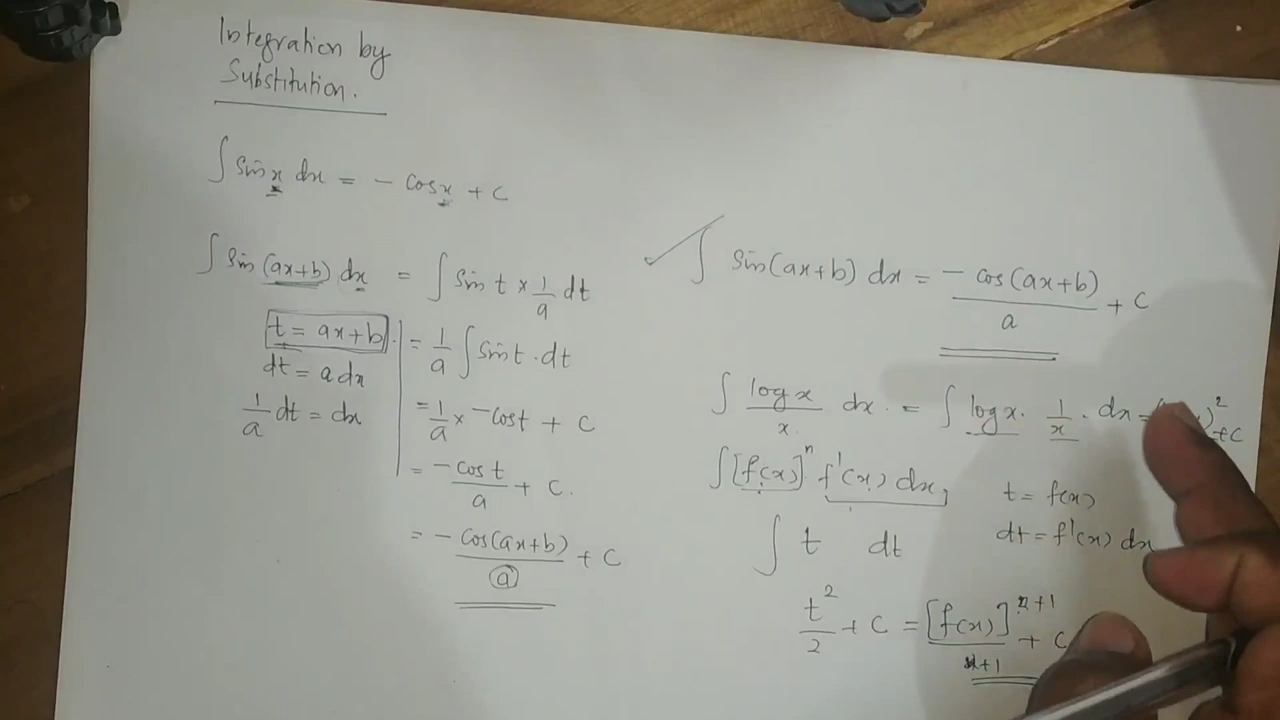 Integration by
Substitution.
∫ sin x dx = - cos x + c
∫ sin (ax+b) dx = ∫ sin t × 1/a dt
t = ax+b
= 1/a ∫ sin t . dt
dt = a dx
1/a dt = dx
= 1/a × -cos t + c
= -cos t / a + c.
= -cos(ax+b) / a + c
✓ ∫ sin(ax+b) dx = -cos(ax+b) / a + c
∫ log x / x dx. = ∫ log x . 1/x . dx = ( )² + c
∫ [f(x)]ⁿ f'(x) dx,
t = f(x)
dt = f'(x) dx
∫ t dt
t²/2 + c = [f(x)]ⁿ⁺¹ / n+1 + c